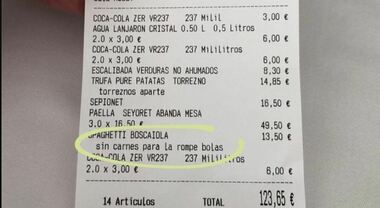 COCA-COLA ZER VR237 237 Milil 3,00 €
AGUA LANJARON CRISTAL 0.50 L 0,5 Litros
2.0 x 3,00 € 6,00 €
COCA-COLA ZER VR237 237 Mililitros
2.0 x 3,00 € 6,00 €
ESCALIBADA VERDURAS NO AHUMADOS 8,30 €
TRUFA PURE PATATAS TORREZNO 14,85 €
torreznos aparte
SEPIONET 16,50 €
PAELLA SEYORET ABANDA MESA
3.0 x 16,50 € 49,50 €
SPAGHETTI BOSCAIOLA 13,50 €
sin carnes para la rompe bolas
COCA-COLA ZER VR237 237 Mililitros
2.0 x 3,00 € 6,00 €
14 Artículos TOTAL 123,65 €